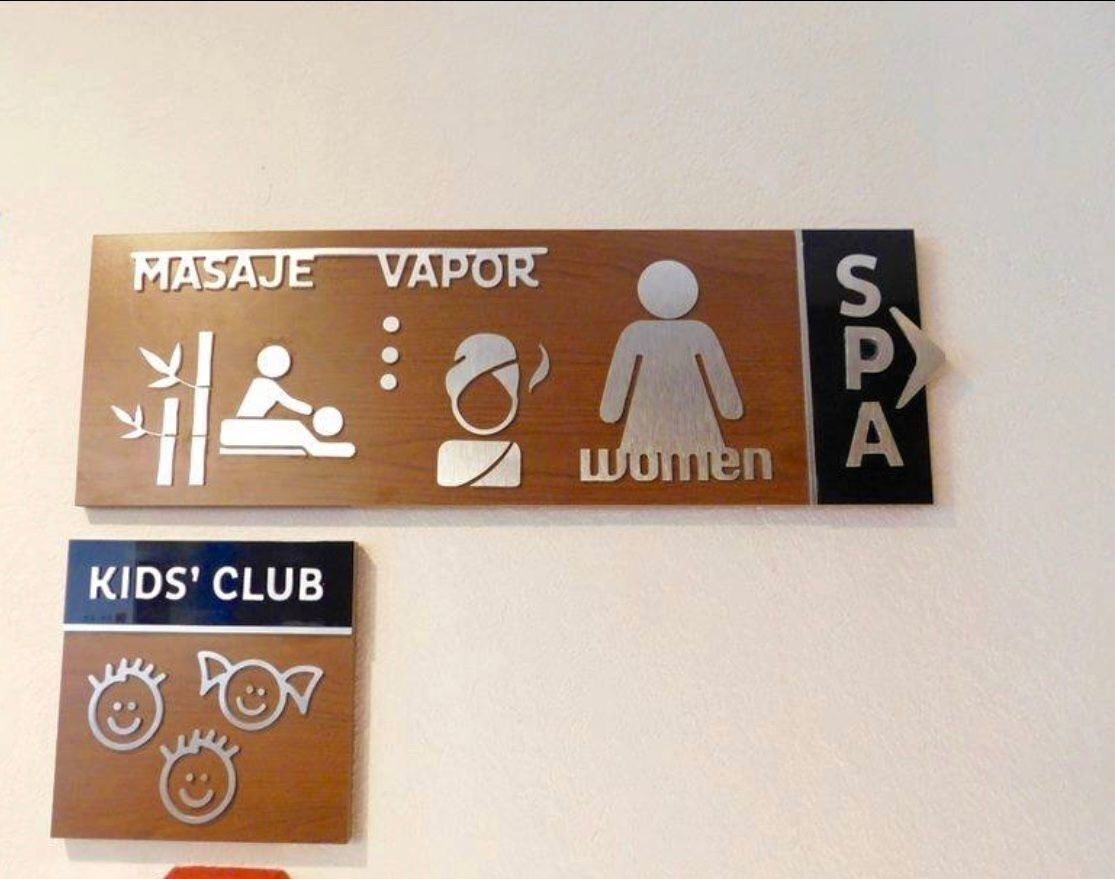 MASAJE VAPOR
women
SPA
KIDS' CLUB